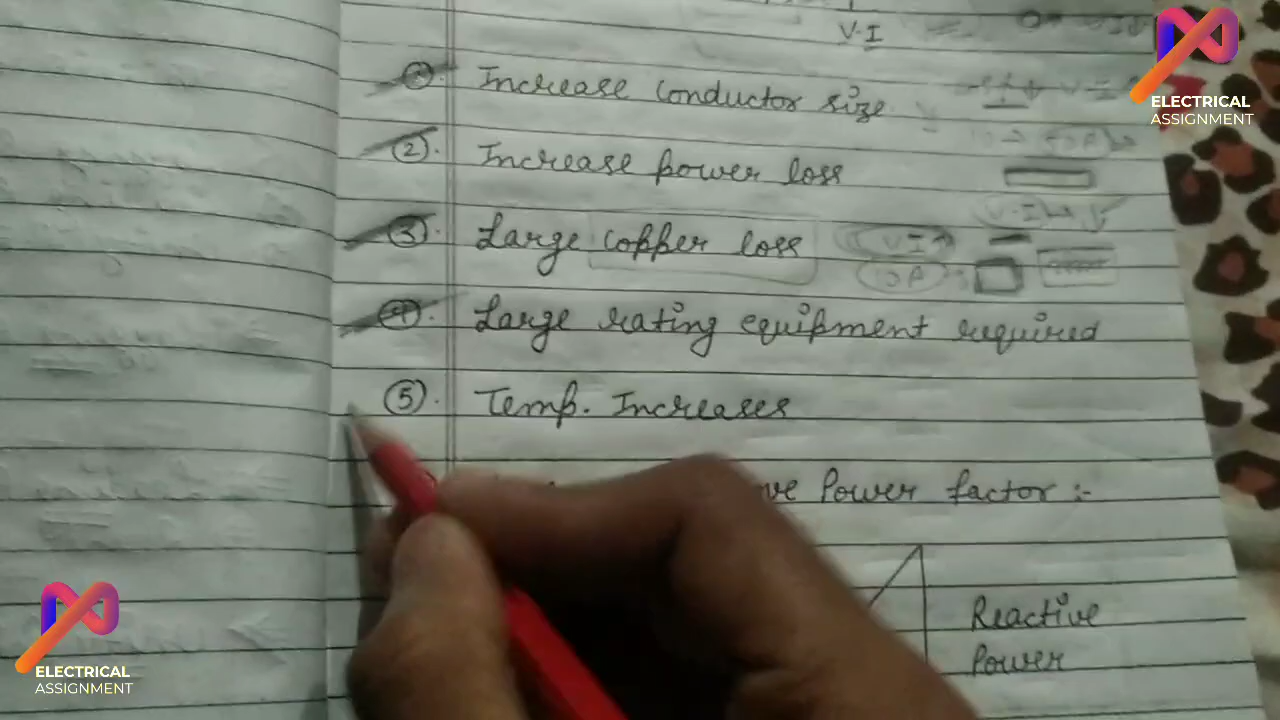 V.I
ELECTRICAL
ASSIGNMENT
① Increase conductor size
②. Increase power loss
③. Large copper loss
④. Large rating equipment required
⑤. Temp. Increases
Power factor :-
Reactive
Power
ELECTRICAL
ASSIGNMENT